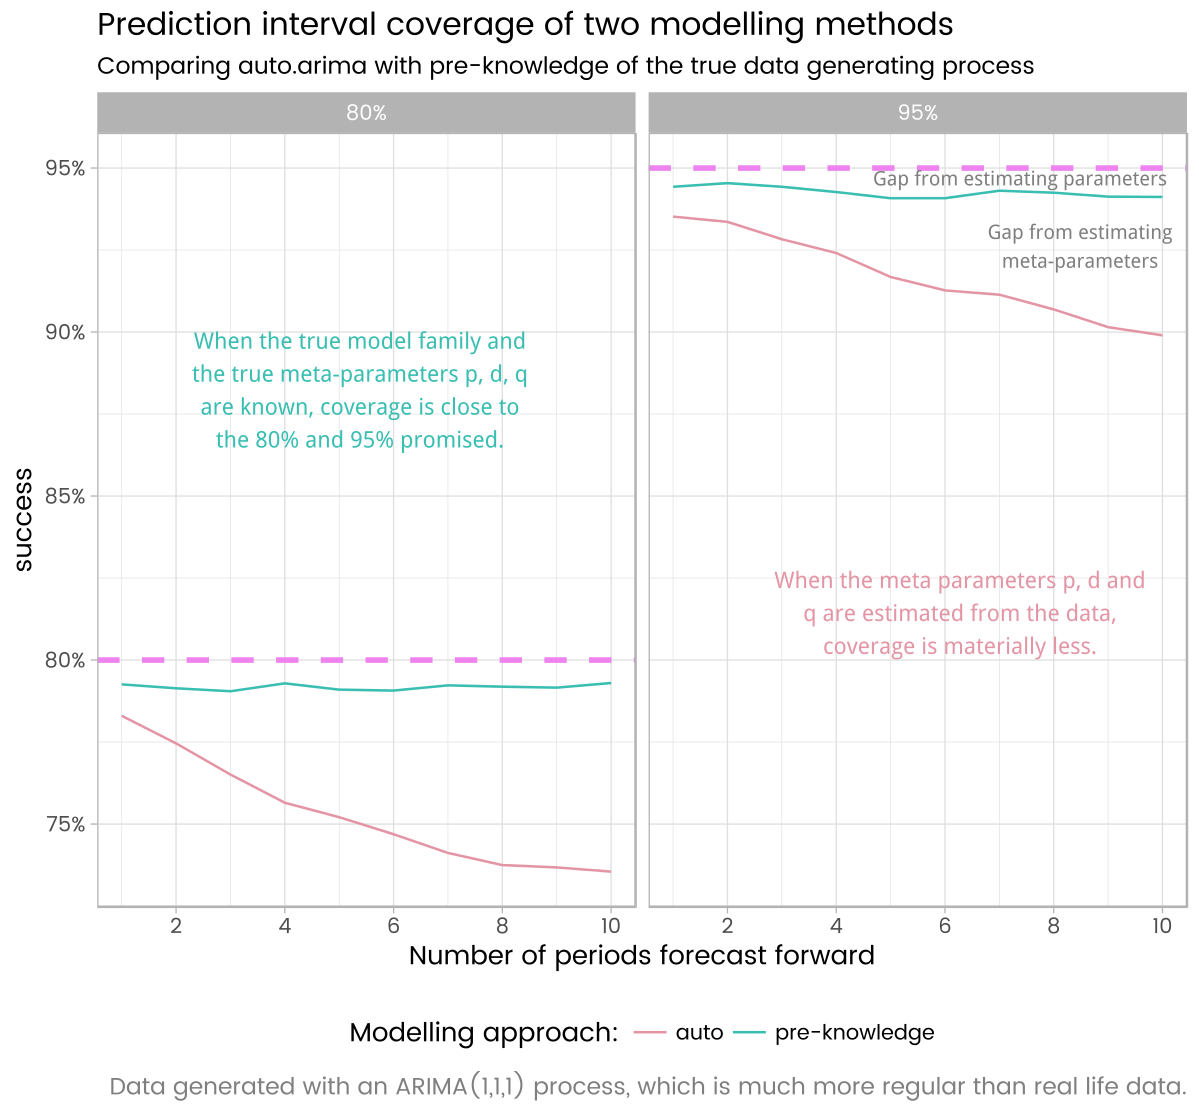 Prediction interval coverage of two modelling methods
Comparing auto.arima with pre-knowledge of the true data generating process
80%
95%
95%
90%
85%
80%
75%
success
When the true model family and
the true meta-parameters p, d, q
are known, coverage is close to
the 80% and 95% promised.
Gap from estimating parameters
Gap from estimating
meta-parameters
When the meta parameters p, d and
q are estimated from the data,
coverage is materially less.
2 4 6 8 10
2 4 6 8 10
Number of periods forecast forward
Modelling approach: auto pre-knowledge
Data generated with an ARIMA(1,1,1) process, which is much more regular than real life data.